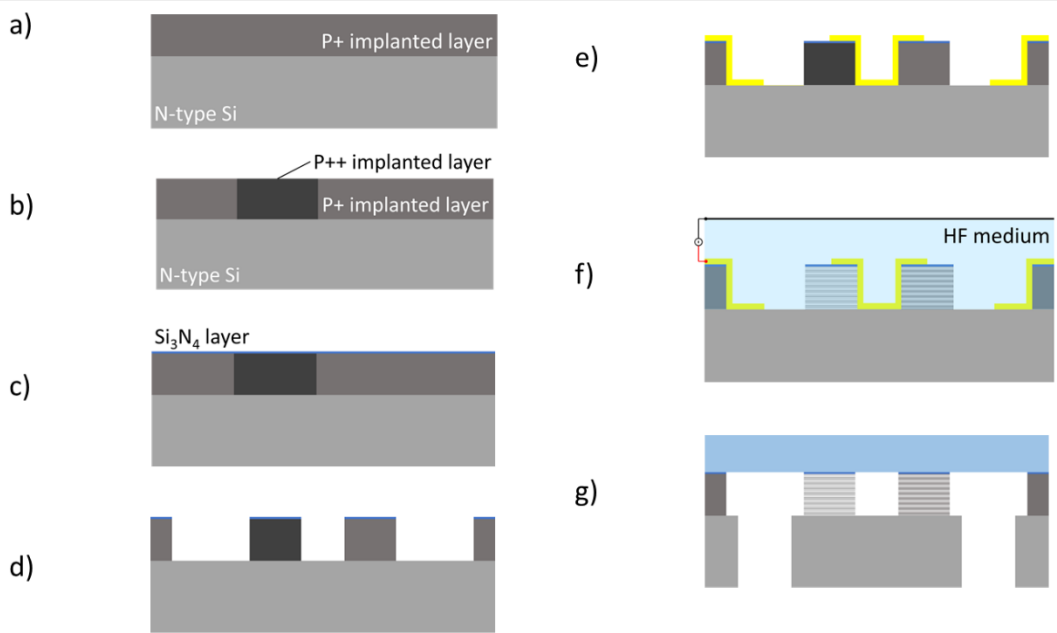 a)
P+ implanted layer
N-type Si
b)
P++ implanted layer
P+ implanted layer
N-type Si
c)
Si₃N₄ layer
d)
e)
f)
HF medium
g)